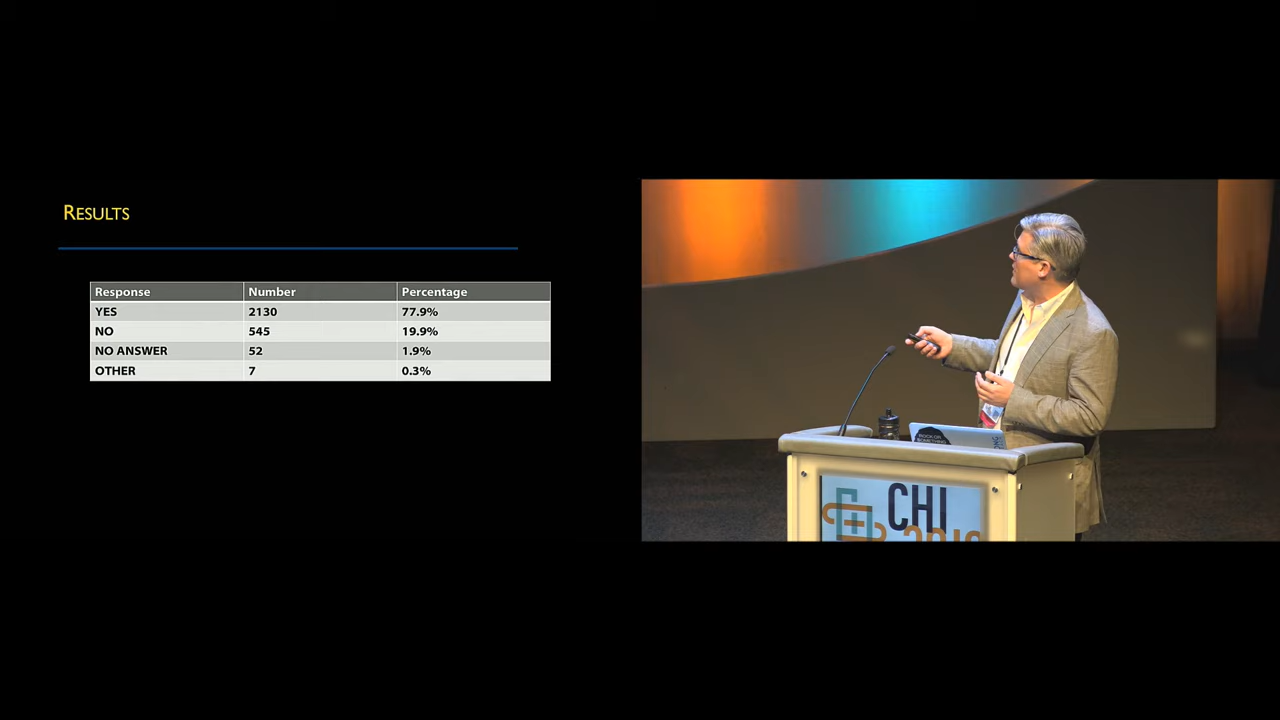 RESULTS
Response Number Percentage
YES 2130 77.9%
NO 545 19.9%
NO ANSWER 52 1.9%
OTHER 7 0.3%
CHI